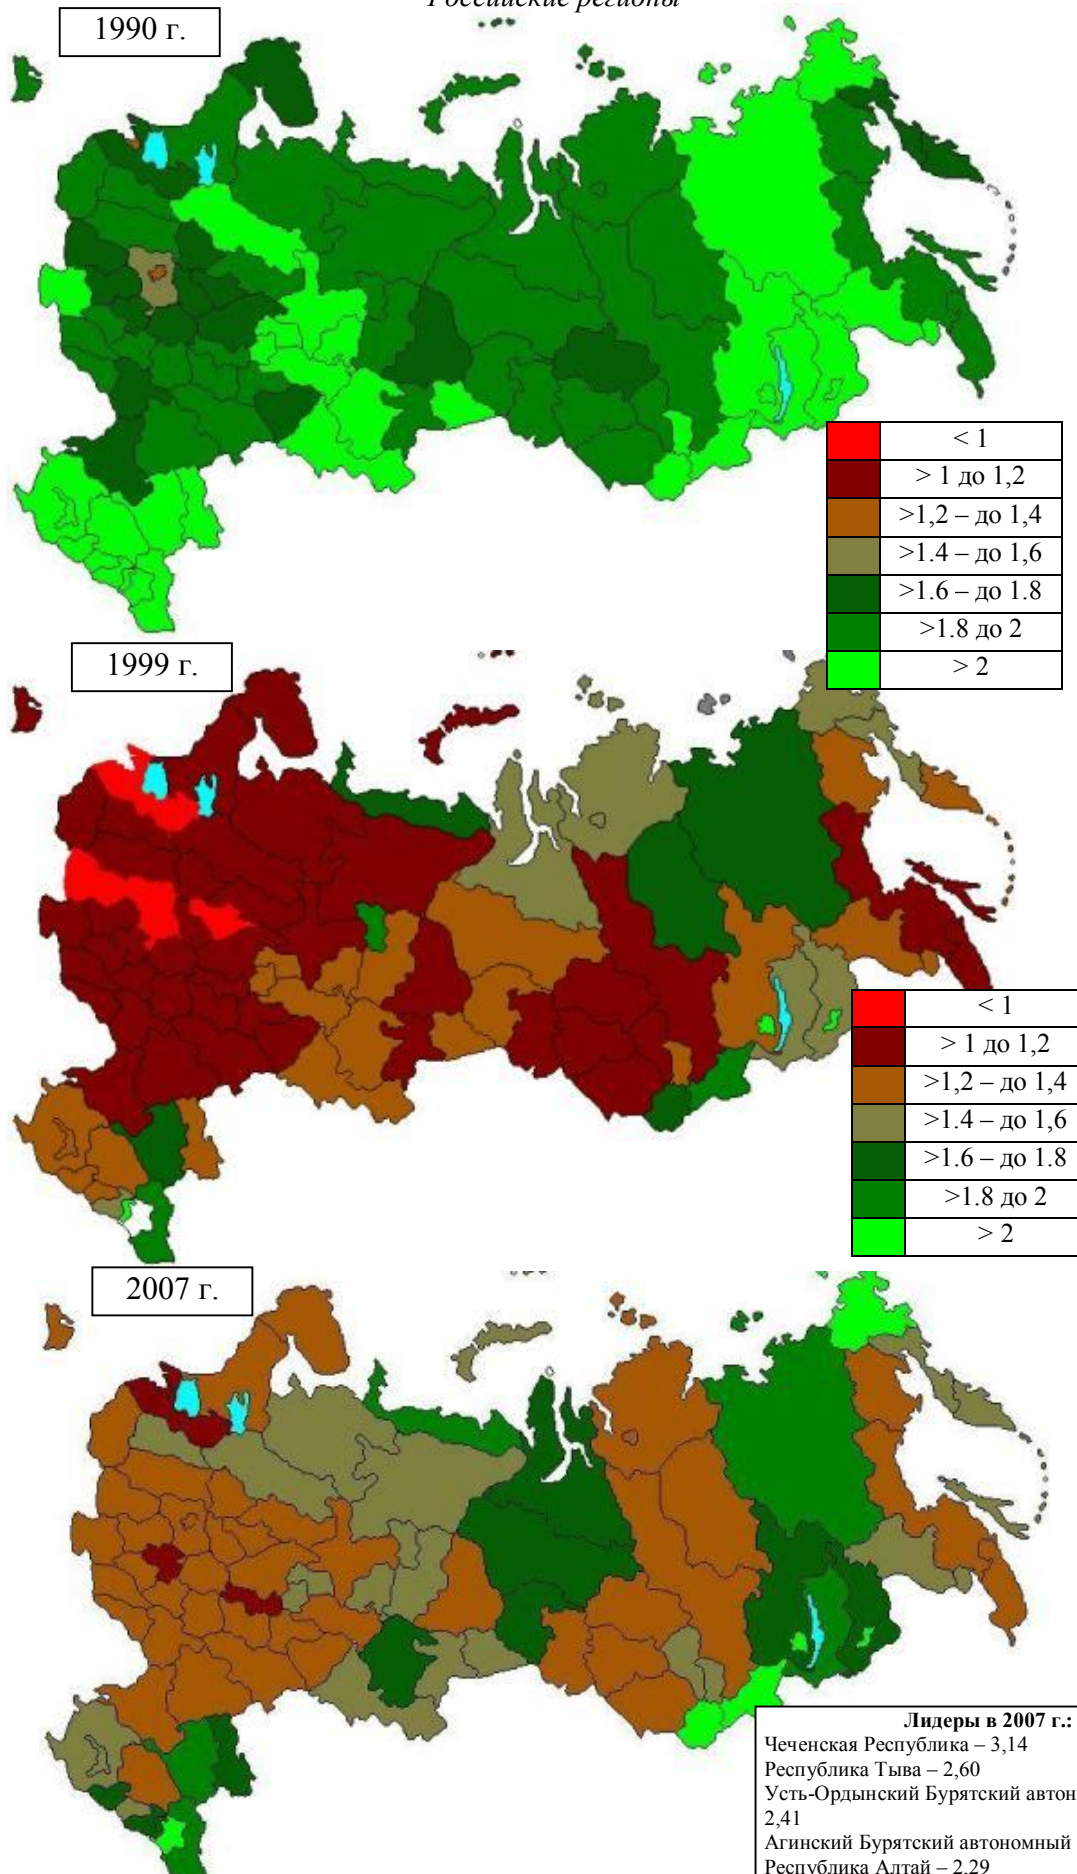 Российские регионы
1990 г.
< 1
> 1 до 1,2
>1,2 – до 1,4
>1.4 – до 1,6
>1.6 – до 1.8
>1.8 до 2
> 2
1999 г.
< 1
> 1 до 1,2
>1,2 – до 1,4
>1.4 – до 1,6
>1.6 – до 1.8
>1.8 до 2
> 2
2007 г.
Лидеры в 2007 г.:
Чеченская Республика – 3,14
Республика Тыва – 2,60
Усть-Ордынский Бурятский автон
2,41
Агинский Бурятский автономный
Республика Алтай – 2,29